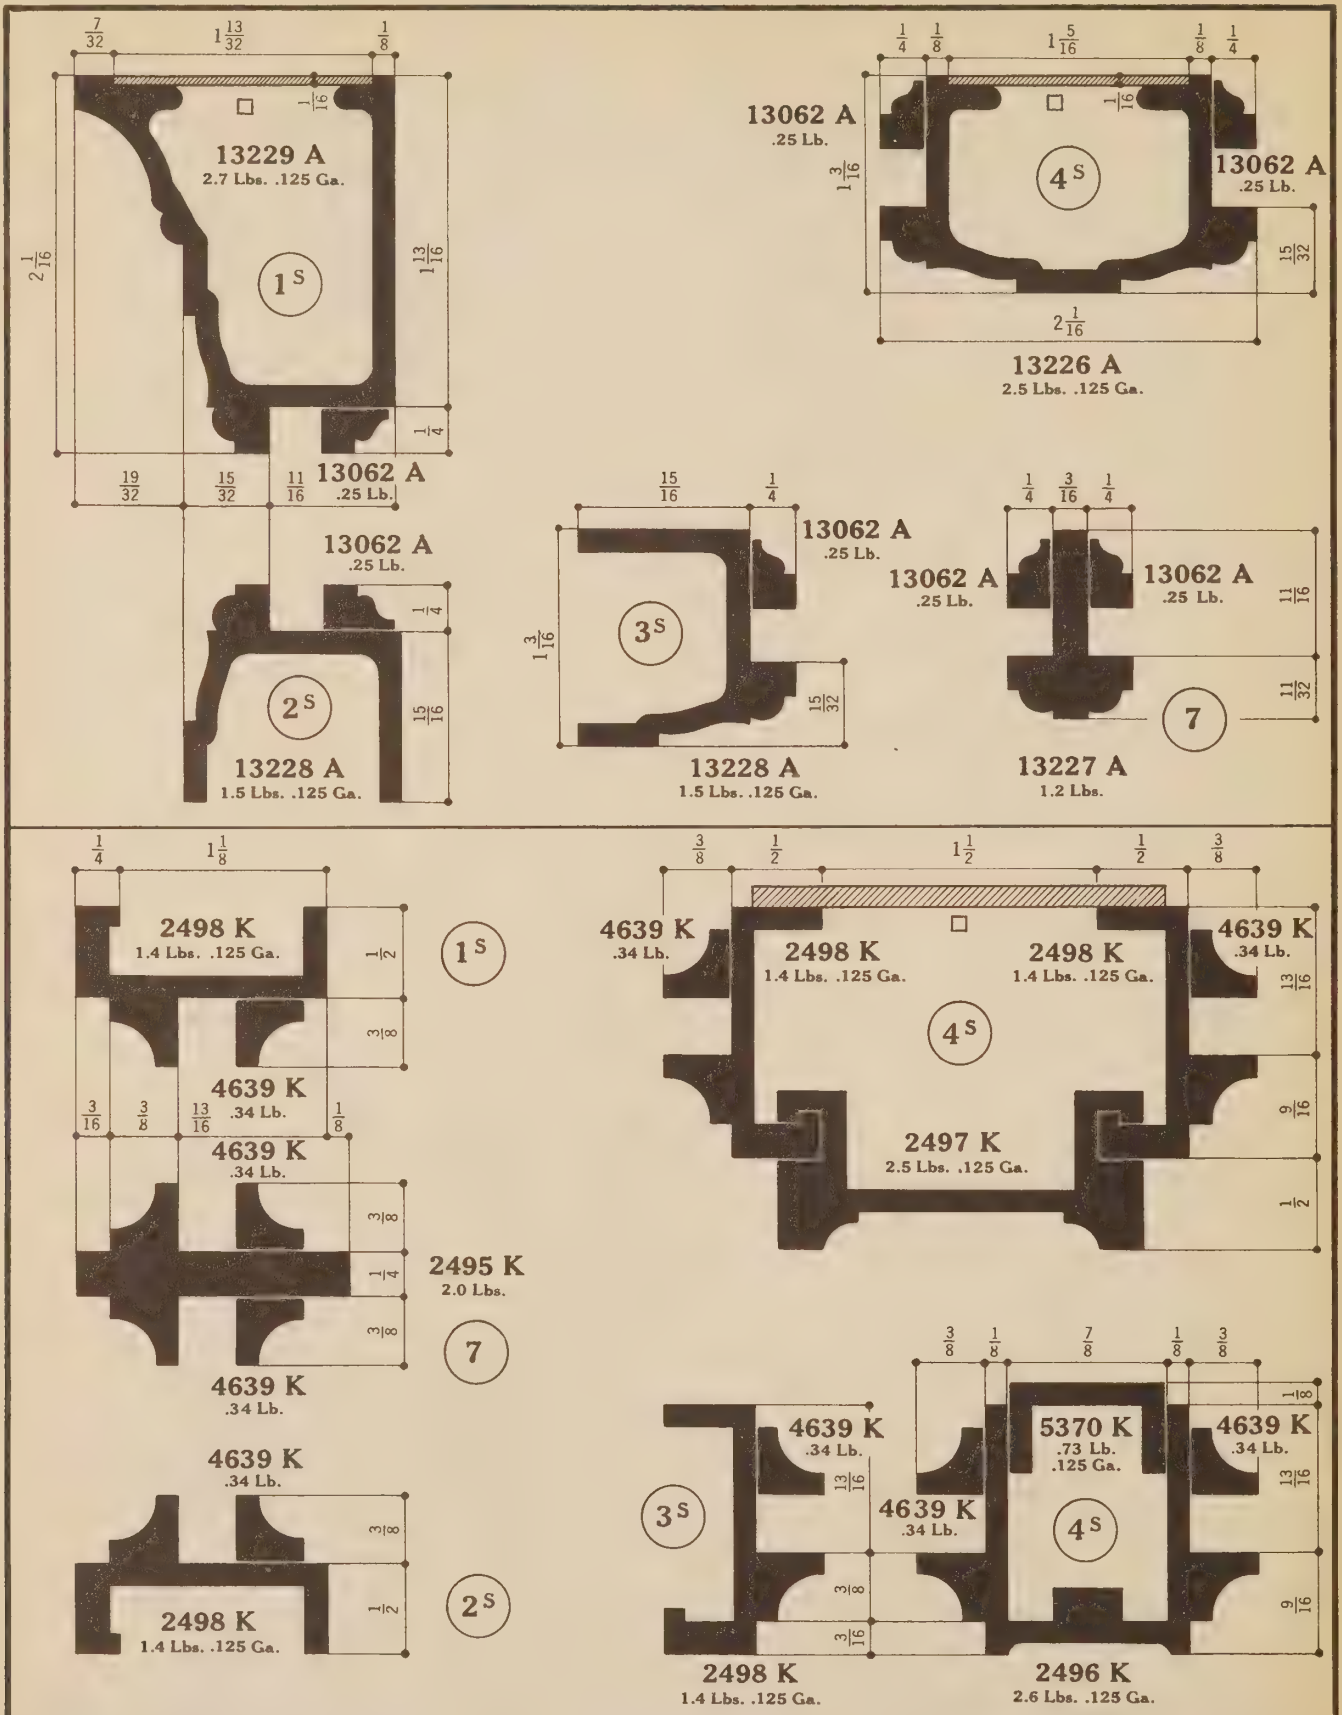 7/32 1 13/32 1/8
1/16
13229 A
2.7 Lbs. .125 Ga.
2 1/16
1 13/16
1 S
1/4
19/32 15/32 11/16
13062 A
.25 Lb.
13062 A
.25 Lb.
1/4
2 S
15/16
13228 A
1.5 Lbs. .125 Ga.
1/4 1/8 1 5/16 1/8 1/4
1/16
13062 A
.25 Lb.
1 3/16
4 S
13062 A
.25 Lb.
15/32
2 1/16
13226 A
2.5 Lbs. .125 Ga.
15/16 1/4
13062 A
.25 Lb.
3 S
1 3/16
15/32
13228 A
1.5 Lbs. .125 Ga.
1/4 3/16 1/4
13062 A
.25 Lb.
13062 A
.25 Lb.
11/16
11/32
7
13227 A
1.2 Lbs.
1/4 1 1/8
2498 K
1.4 Lbs. .125 Ga.
1/2
1 S
3/8
4639 K
.34 Lb.
3/16 3/8 13/16 1/8
4639 K
.34 Lb.
3/8
1/4
2495 K
2.0 Lbs.
3/8
7
4639 K
.34 Lb.
4639 K
.34 Lb.
3/8
1/2
2 S
2498 K
1.4 Lbs. .125 Ga.
3/8 1/2 1 1/2 1/2 3/8
4639 K
.34 Lb.
2498 K
1.4 Lbs. .125 Ga.
2498 K
1.4 Lbs. .125 Ga.
4639 K
.34 Lb.
13/16
4 S
9/16
2497 K
2.5 Lbs. .125 Ga.
1/2
4639 K
.34 Lb.
13/16
3 S
3/8
3/16
2498 K
1.4 Lbs. .125 Ga.
3/8 1/8 7/8 1/8 3/8
1/8
5370 K
.73 Lb.
.125 Ga.
4639 K
.34 Lb.
13/16
4639 K
.34 Lb.
4 S
9/16
2496 K
2.6 Lbs. .125 Ga.